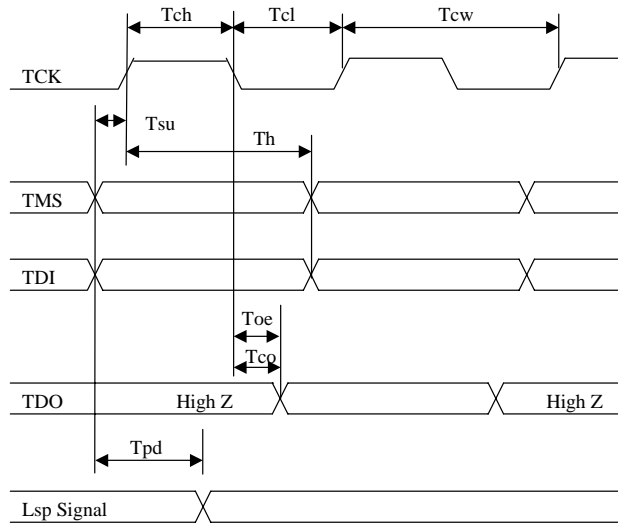 Tch Tcl Tcw
TCK
Tsu
Th
TMS
TDI
Toe
Tco
TDO High Z High Z
Tpd
Lsp Signal